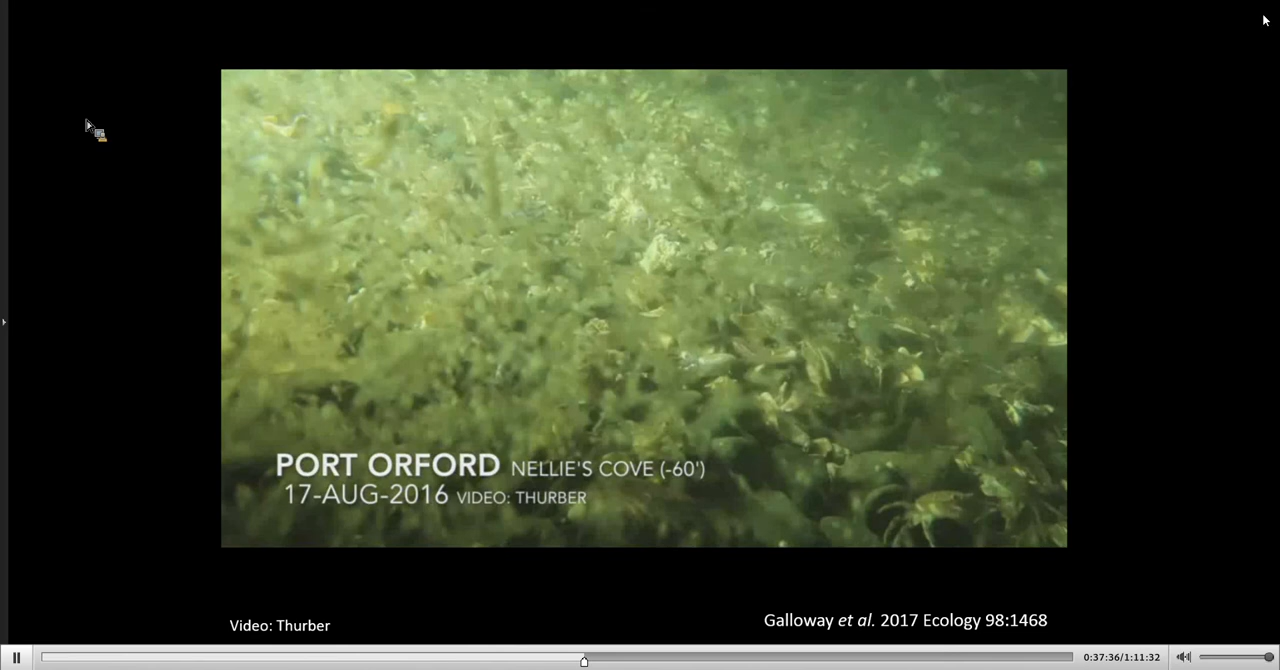 PORT ORFORD NELLIE'S COVE (-60')
17-AUG-2016 VIDEO: THURBER
Video: Thurber
Galloway et al. 2017 Ecology 98:1468
0:37:36/1:11:32